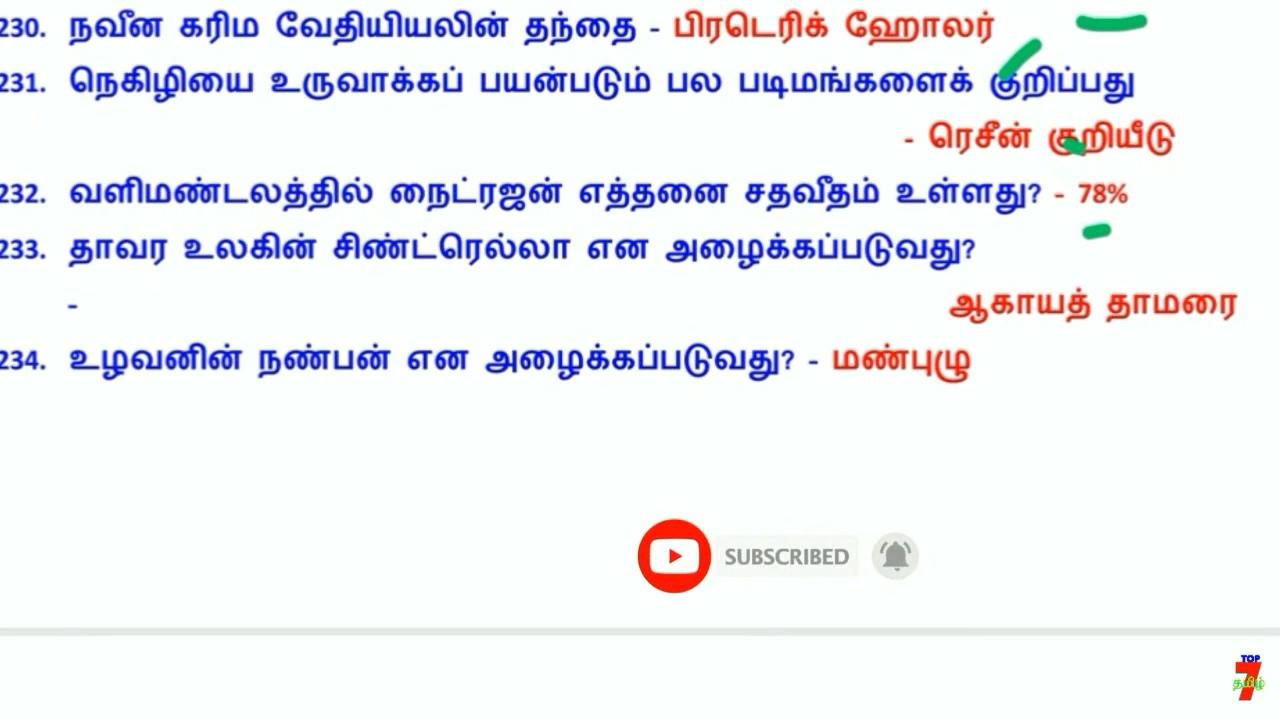 230. நவீன கரிம வேதியியலின் தந்தை - பிரடெரிக் ஹோலர்
231. நெகிழியை உருவாக்கப் பயன்படும் பல படிமங்களைக் குறிப்பது
- ரெசீன் குறியீடு
232. வளிமண்டலத்தில் நைட்ரஜன் எத்தனை சதவீதம் உள்ளது? - 78%
233. தாவர உலகின் சிண்ட்ரெல்லா என அழைக்கப்படுவது?
- ஆகாயத் தாமரை
234. உழவனின் நண்பன் என அழைக்கப்படுவது? - மண்புழு
SUBSCRIBED
TOP
7
தமிழ்